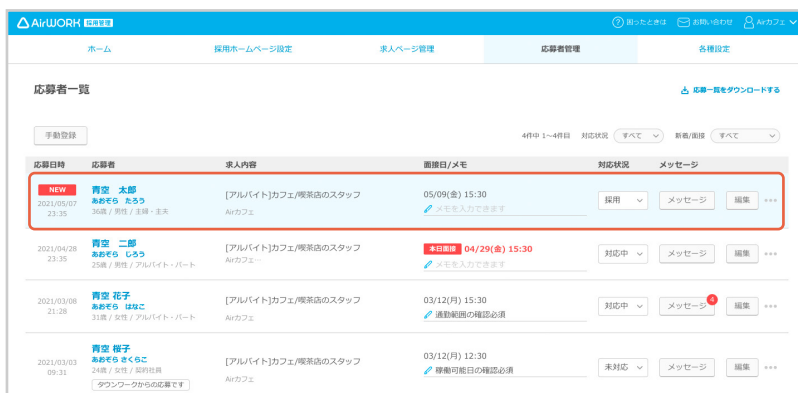 AirWORK 採用管理 困ったときは お問い合わせ Airカフェ
ホーム 採用ホームページ設定 求人ページ管理 応募者管理 各種設定
応募者一覧 応募一覧をダウンロードする
手動登録 4件中 1～4件目 対応状況 すべて 新着/面接 すべて
応募日時 応募者 求人内容 面接日/メモ 対応状況 メッセージ
NEW
2021/05/07
23:35
青空 太郎
あおぞら たろう
36歳 / 男性 / 主婦・主夫
[アルバイト]カフェ/喫茶店のスタッフ
Airカフェ
05/09(金) 15:30
メモを入力できます
採用 メッセージ 編集
2021/04/28
23:35
青空 二郎
あおぞら じろう
25歳 / 男性 / アルバイト・パート
[アルバイト]カフェ/喫茶店のスタッフ
Airカフェ…
本日面接 04/29(金) 15:30
メモを入力できます
対応中 メッセージ 編集
2021/03/08
21:28
青空 花子
あおぞら はなこ
31歳 / 女性 / アルバイト・パート
[アルバイト]カフェ/喫茶店のスタッフ
Airカフェ
03/12(月) 15:30
通勤範囲の確認必須
対応中 メッセージ 4 編集
2021/03/03
09:31
青空 桜子
あおぞら さくらこ
24歳 / 女性 / 契約社員
タウンワークからの応募です
[アルバイト]カフェ/喫茶店のスタッフ
Airカフェ
03/12(月) 12:30
稼働可能日の確認必須
未対応 メッセージ 編集